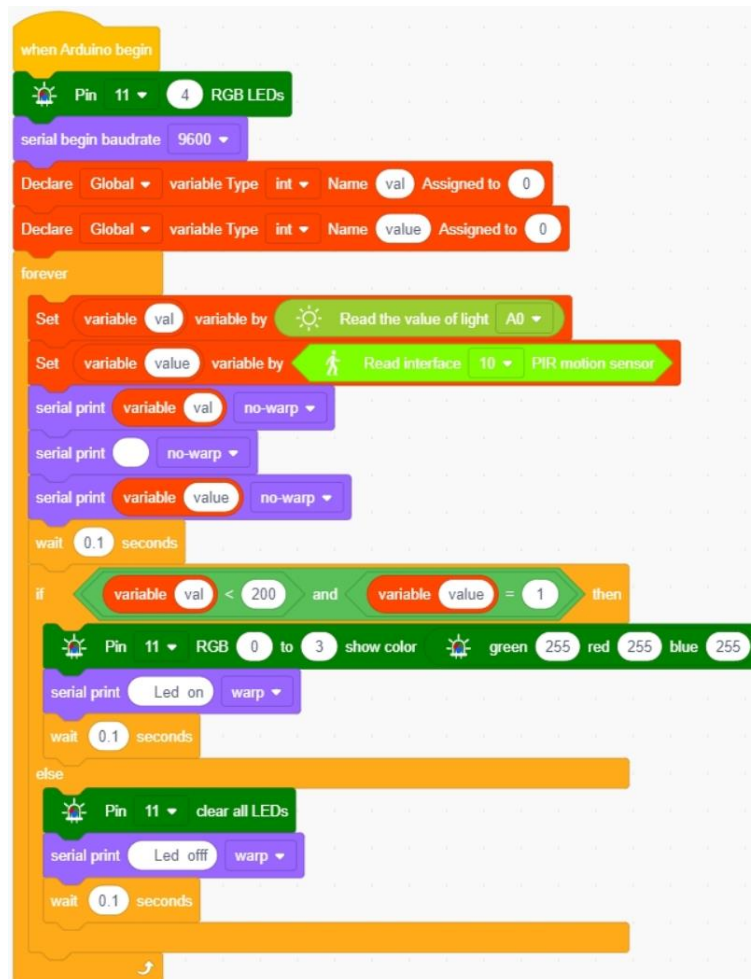 when Arduino begin
Pin 11 4 RGB LEDs
serial begin baudrate 9600
Declare Global variable Type int Name val Assigned to 0
Declare Global variable Type int Name value Assigned to 0
forever
Set variable val variable by Read the value of light A0
Set variable value variable by Read interface 10 PIR motion sensor
serial print variable val no-warp
serial print no-warp
serial print variable value no-warp
wait 0.1 seconds
if variable val < 200 and variable value = 1 then
Pin 11 RGB 0 to 3 show color green 255 red 255 blue 255
serial print Led on warp
wait 0.1 seconds
else
Pin 11 clear all LEDs
serial print Led offf warp
wait 0.1 seconds